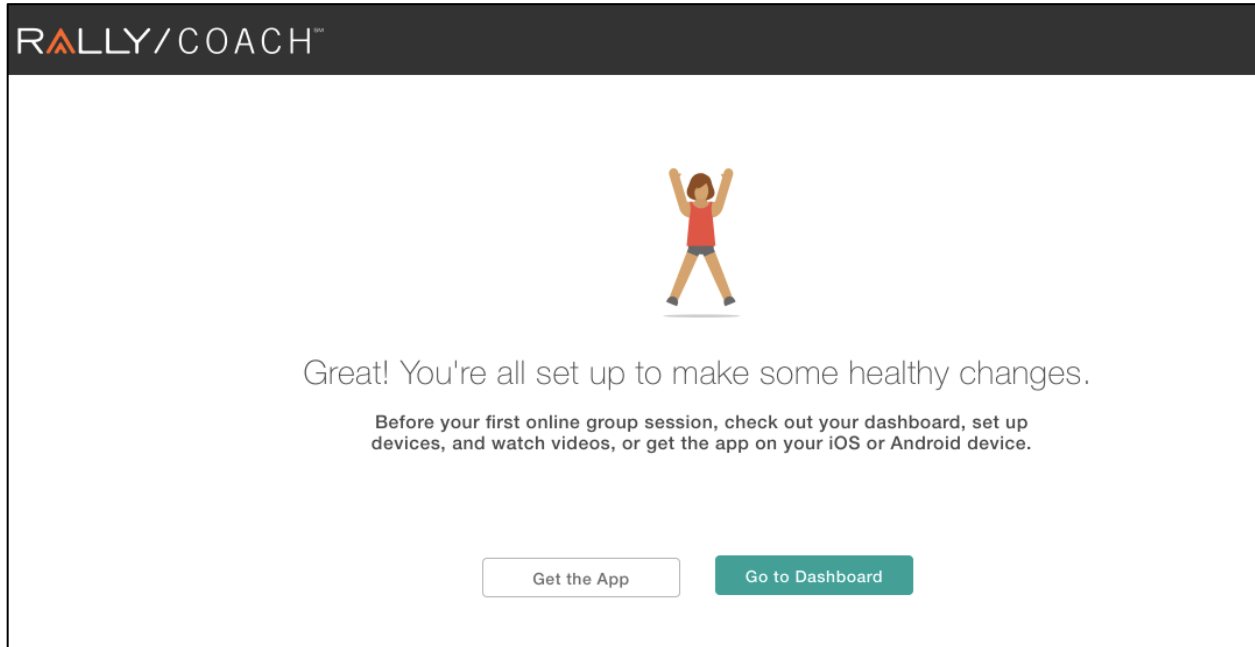 RALLY/COACH℠
Great! You're all set up to make some healthy changes.
Before your first online group session, check out your dashboard, set up
devices, and watch videos, or get the app on your iOS or Android device.
Get the App
Go to Dashboard